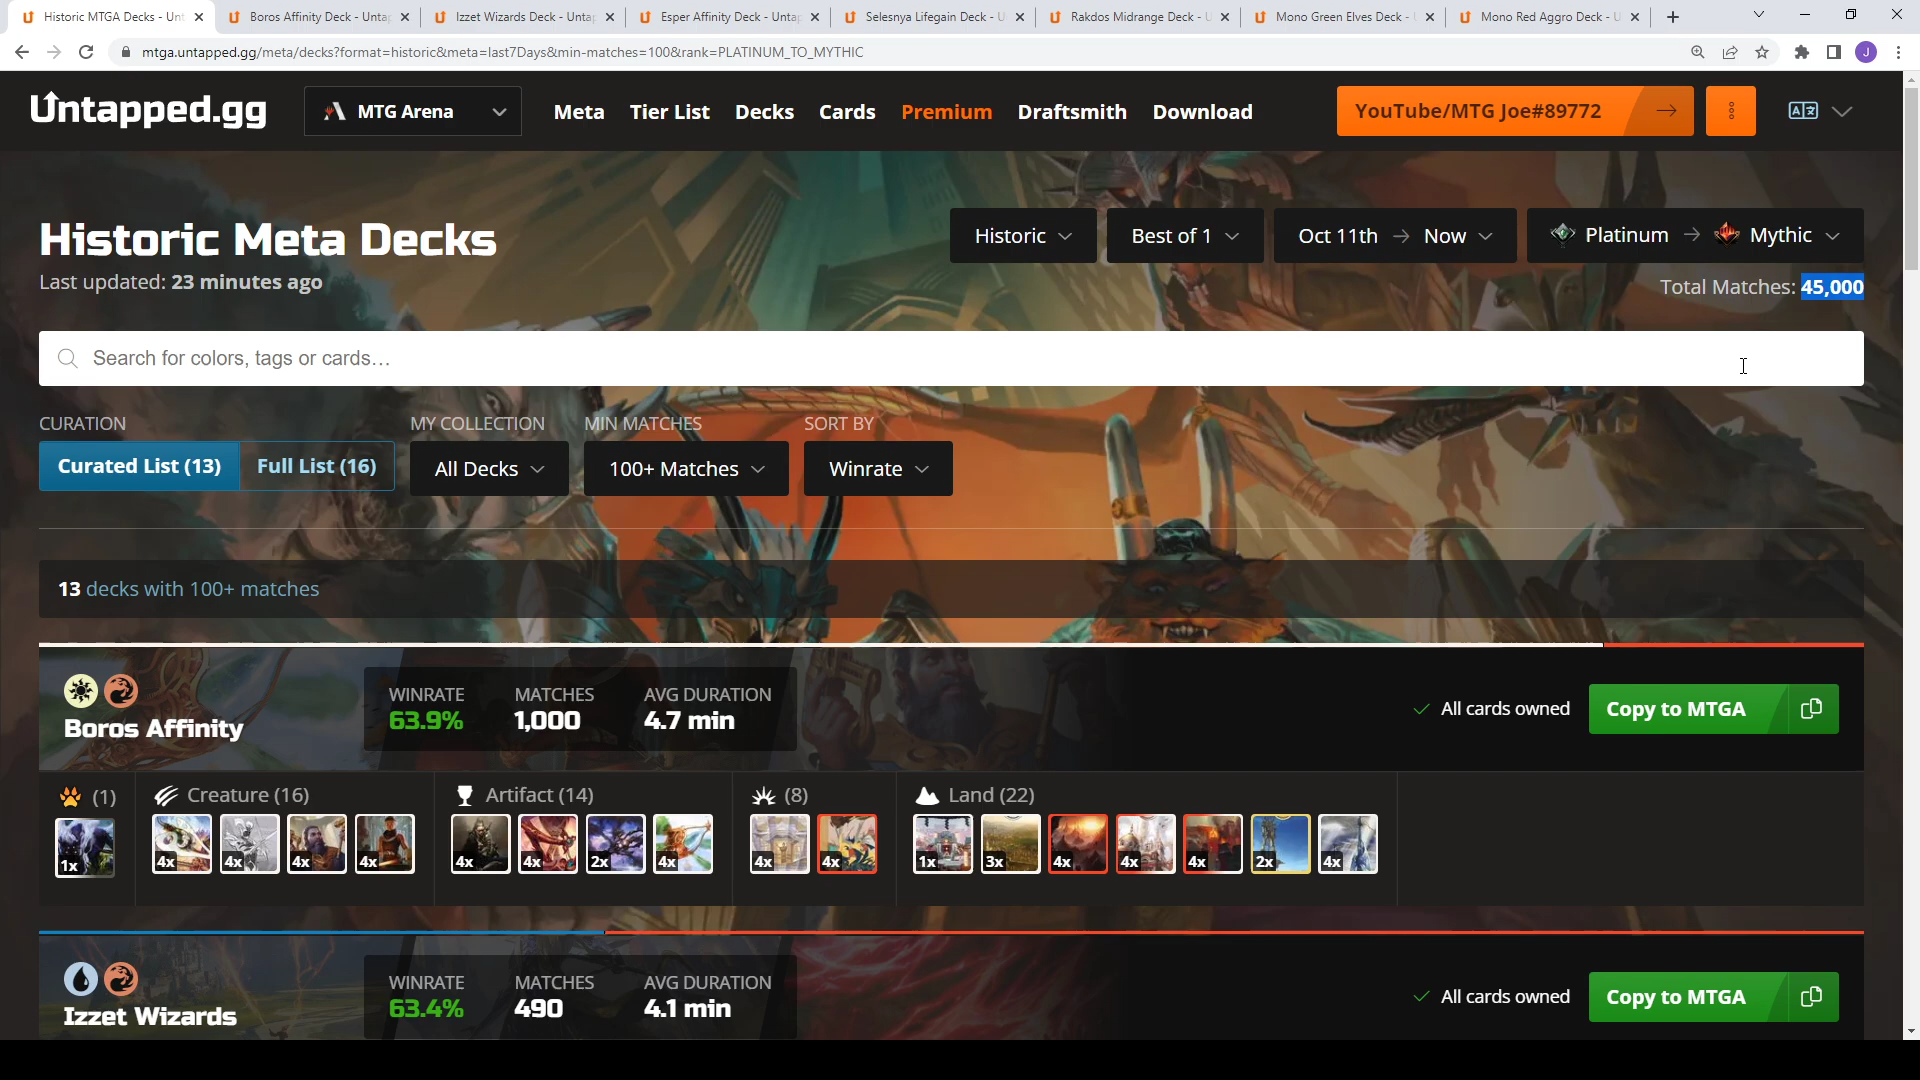 Historic MTGA Decks - Unt
Boros Affinity Deck - Untap
Izzet Wizards Deck - Untap
Esper Affinity Deck - Untap
Selesnya Lifegain Deck - U
Rakdos Midrange Deck - U
Mono Green Elves Deck -
Mono Red Aggro Deck - U
mtga.untapped.gg/meta/decks?format=historic&meta=last7Days&min-matches=100&rank=PLATINUM_TO_MYTHIC
J
Untapped.gg
MTG Arena
Meta
Tier List
Decks
Cards
Premium
Draftsmith
Download
YouTube/MTG Joe#89772
Historic Meta Decks
Last updated: 23 minutes ago
Historic
Best of 1
Oct 11th → Now
Platinum → Mythic
Total Matches: 45,000
Search for colors, tags or cards…
CURATION
MY COLLECTION
MIN MATCHES
SORT BY
Curated List (13)
Full List (16)
All Decks
100+ Matches
Winrate
13 decks with 100+ matches
Boros Affinity
WINRATE
63.9%
MATCHES
1,000
AVG DURATION
4.7 min
All cards owned
Copy to MTGA
(1)
Creature (16)
Artifact (14)
(8)
Land (22)
1x
4x
4x
4x
4x
4x
4x
2x
4x
4x
4x
1x
3x
4x
4x
4x
2x
4x
Izzet Wizards
WINRATE
63.4%
MATCHES
490
AVG DURATION
4.1 min
All cards owned
Copy to MTGA